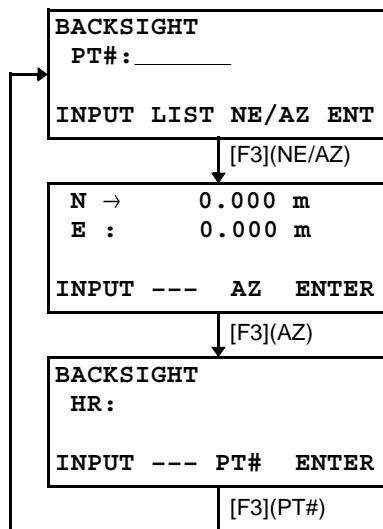 BACKSIGHT
PT#:_______
INPUT LIST NE/AZ ENT
[F3](NE/AZ)
N → 0.000 m
E : 0.000 m
INPUT --- AZ ENTER
[F3](AZ)
BACKSIGHT
HR:
INPUT --- PT# ENTER
[F3](PT#)